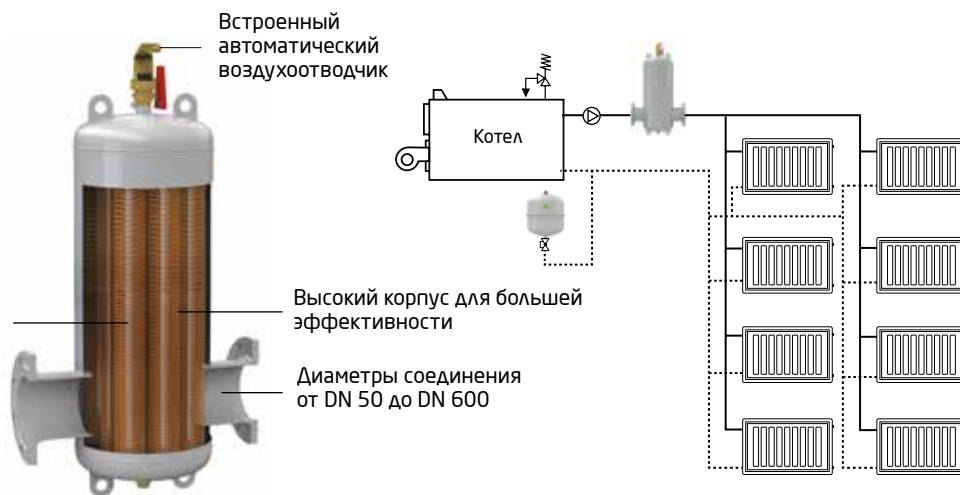 Встроенный
автоматический
воздухоотводчик
Котел
Высокий корпус для большей
эффективности
Диаметры соединения
от DN 50 до DN 600